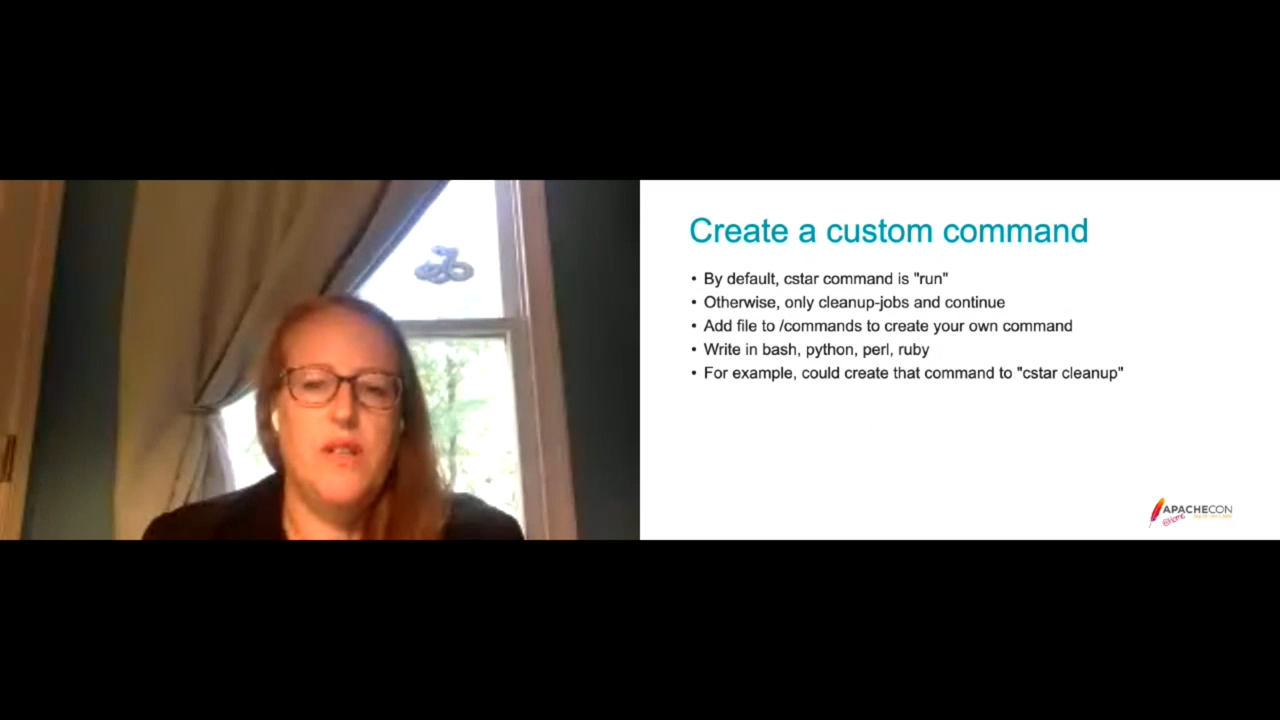 Create a custom command
• By default, cstar command is "run"
• Otherwise, only cleanup-jobs and continue
• Add file to /commands to create your own command
• Write in bash, python, perl, ruby
• For example, could create that command to "cstar cleanup"
APACHECON
@Home